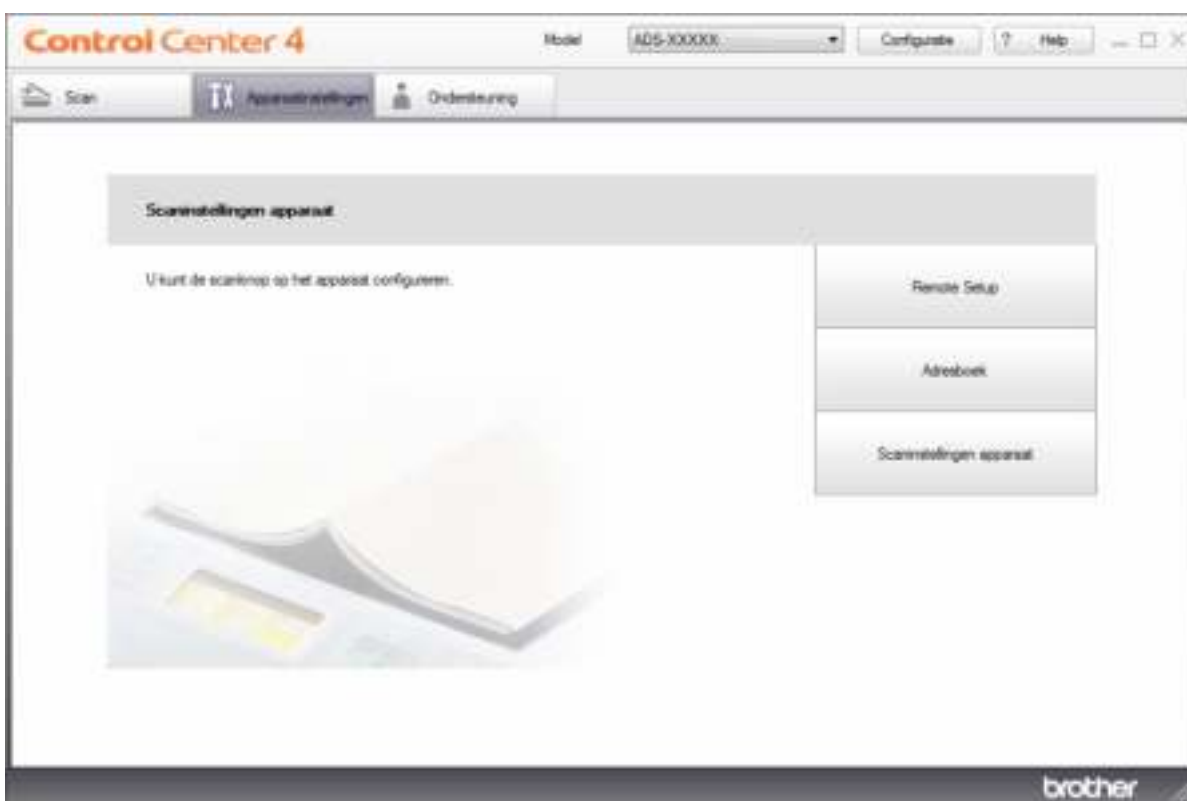 Control Center 4
Model ADS-XXXXX Configuratie ? Help
Scan Apparaatinstellingen Ondersteuning
Scaninstellingen apparaat
U kunt de scanknop op het apparaat configureren.
Remote Setup
Adresboek
Scaninstellingen apparaat
brother